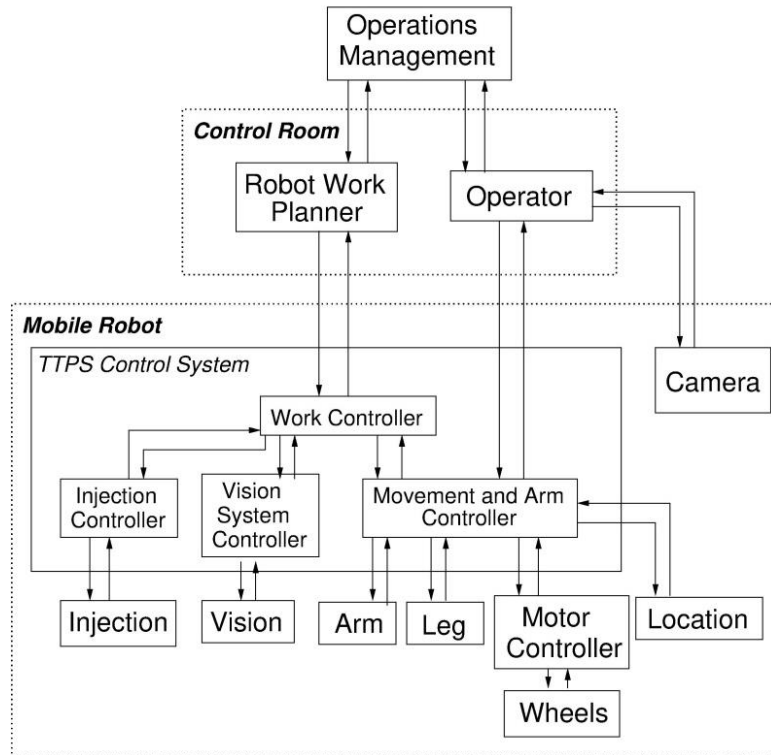 Operations
Management
Control Room
Robot Work
Planner
Operator
Mobile Robot
TTPS Control System
Camera
Work Controller
Injection
Controller
Vision
System
Controller
Movement and Arm
Controller
Injection
Vision
Arm
Leg
Motor
Controller
Location
Wheels